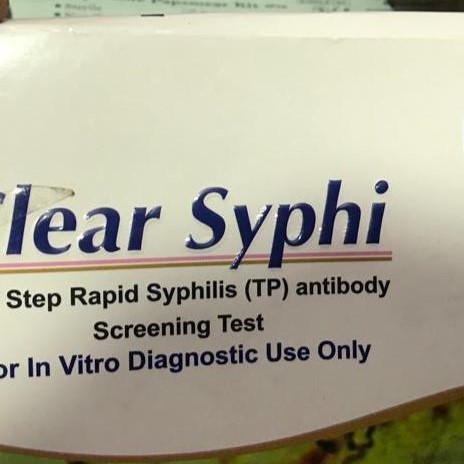 lear Syphi
Step Rapid Syphilis (TP) antibody
Screening Test
or In Vitro Diagnostic Use Only